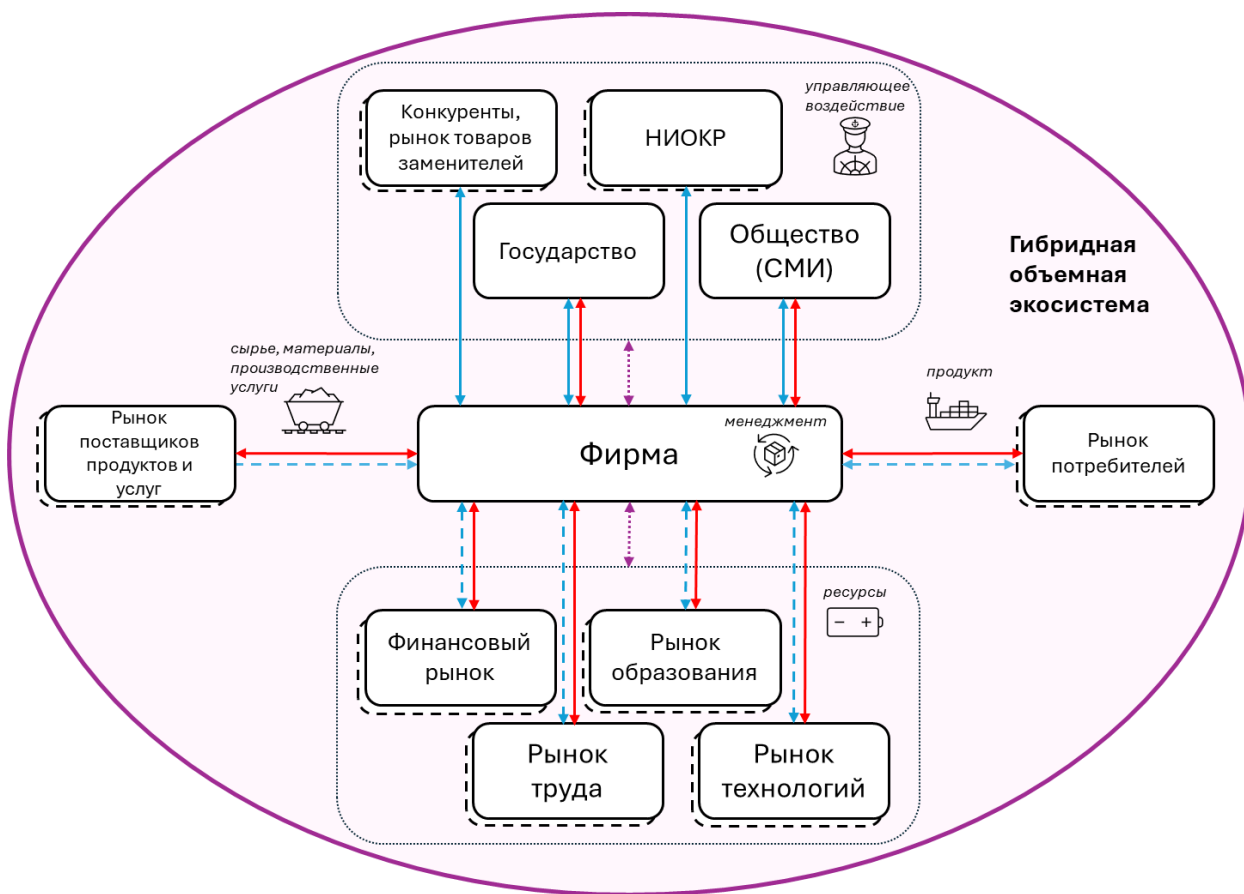 управляющее
воздействие
Конкуренты,
рынок товаров
заменителей
НИОКР
Государство
Общество
(СМИ)
Гибридная
объемная
экосистема
сырье, материалы,
производственные
услуги
продукт
Рынок
поставщиков
продуктов и
услуг
Фирма
менеджмент
Рынок
потребителей
ресурсы
Финансовый
рынок
Рынок
образования
Рынок
труда
Рынок
технологий